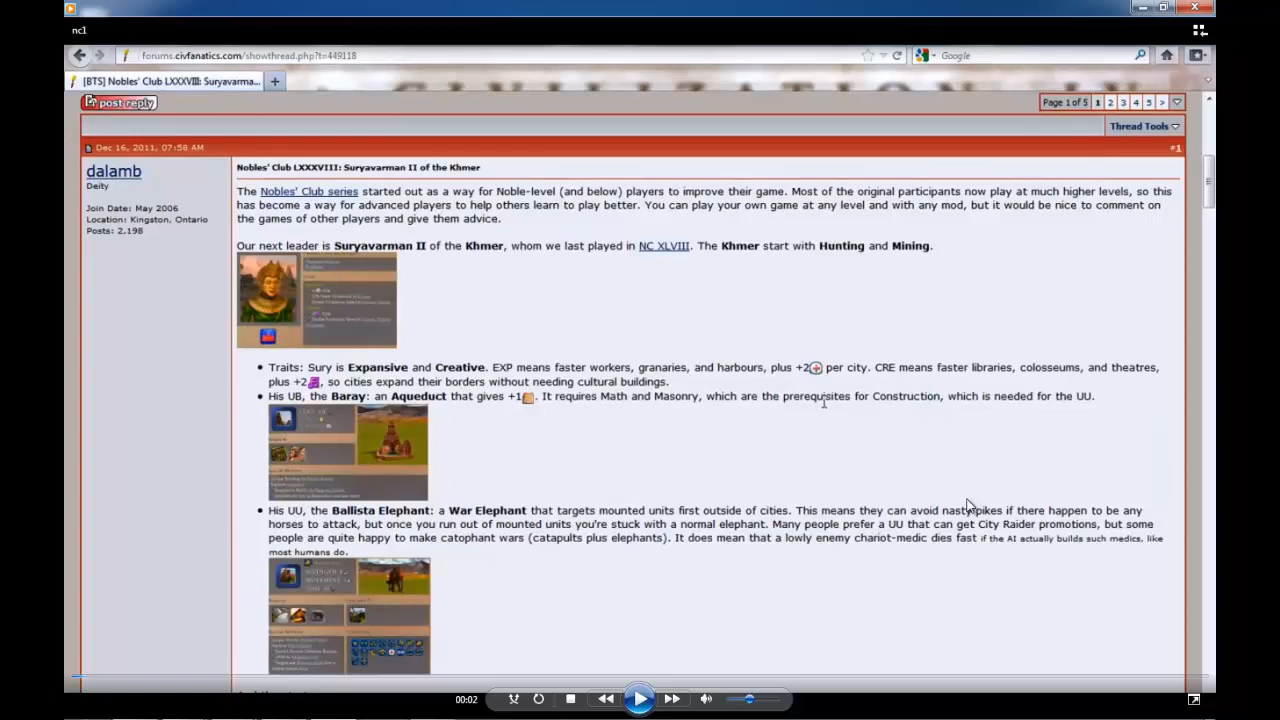 nc1
forums.civfanatics.com/showthread.php?t=449118
Google
[BTS] Nobles' Club LXXXVIII: Suryavarma...
post reply
Page 1 of 5 1 2 3 4 5 >
Thread Tools
Dec 16, 2011, 07:58 AM
#1
dalamb
Deity
Join Date: May 2006
Location: Kingston, Ontario
Posts: 2,198
Nobles' Club LXXXVIII: Suryavarman II of the Khmer
The Nobles' Club series started out as a way for Noble-level (and below) players to improve their game. Most of the original participants now play at much higher levels, so this
has become a way for advanced players to help others learn to play better. You can play your own game at any level and with any mod, but it would be nice to comment on
the games of other players and give them advice.
Our next leader is Suryavarman II of the Khmer, whom we last played in NC XLVIII. The Khmer start with Hunting and Mining.
• Traits: Sury is Expansive and Creative. EXP means faster workers, granaries, and harbours, plus +2 per city. CRE means faster libraries, colosseums, and theatres,
plus +2, so cities expand their borders without needing cultural buildings.
• His UB, the Baray: an Aqueduct that gives +1. It requires Math and Masonry, which are the prerequisites for Construction, which is needed for the UU.
• His UU, the Ballista Elephant: a War Elephant that targets mounted units first outside of cities. This means they can avoid nasty pikes if there happen to be any
horses to attack, but once you run out of mounted units you're stuck with a normal elephant. Many people prefer a UU that can get City Raider promotions, but some
people are quite happy to make catophant wars (catapults plus elephants). It does mean that a lowly enemy chariot-medic dies fast if the AI actually builds such medics, like
most humans do.
00:02